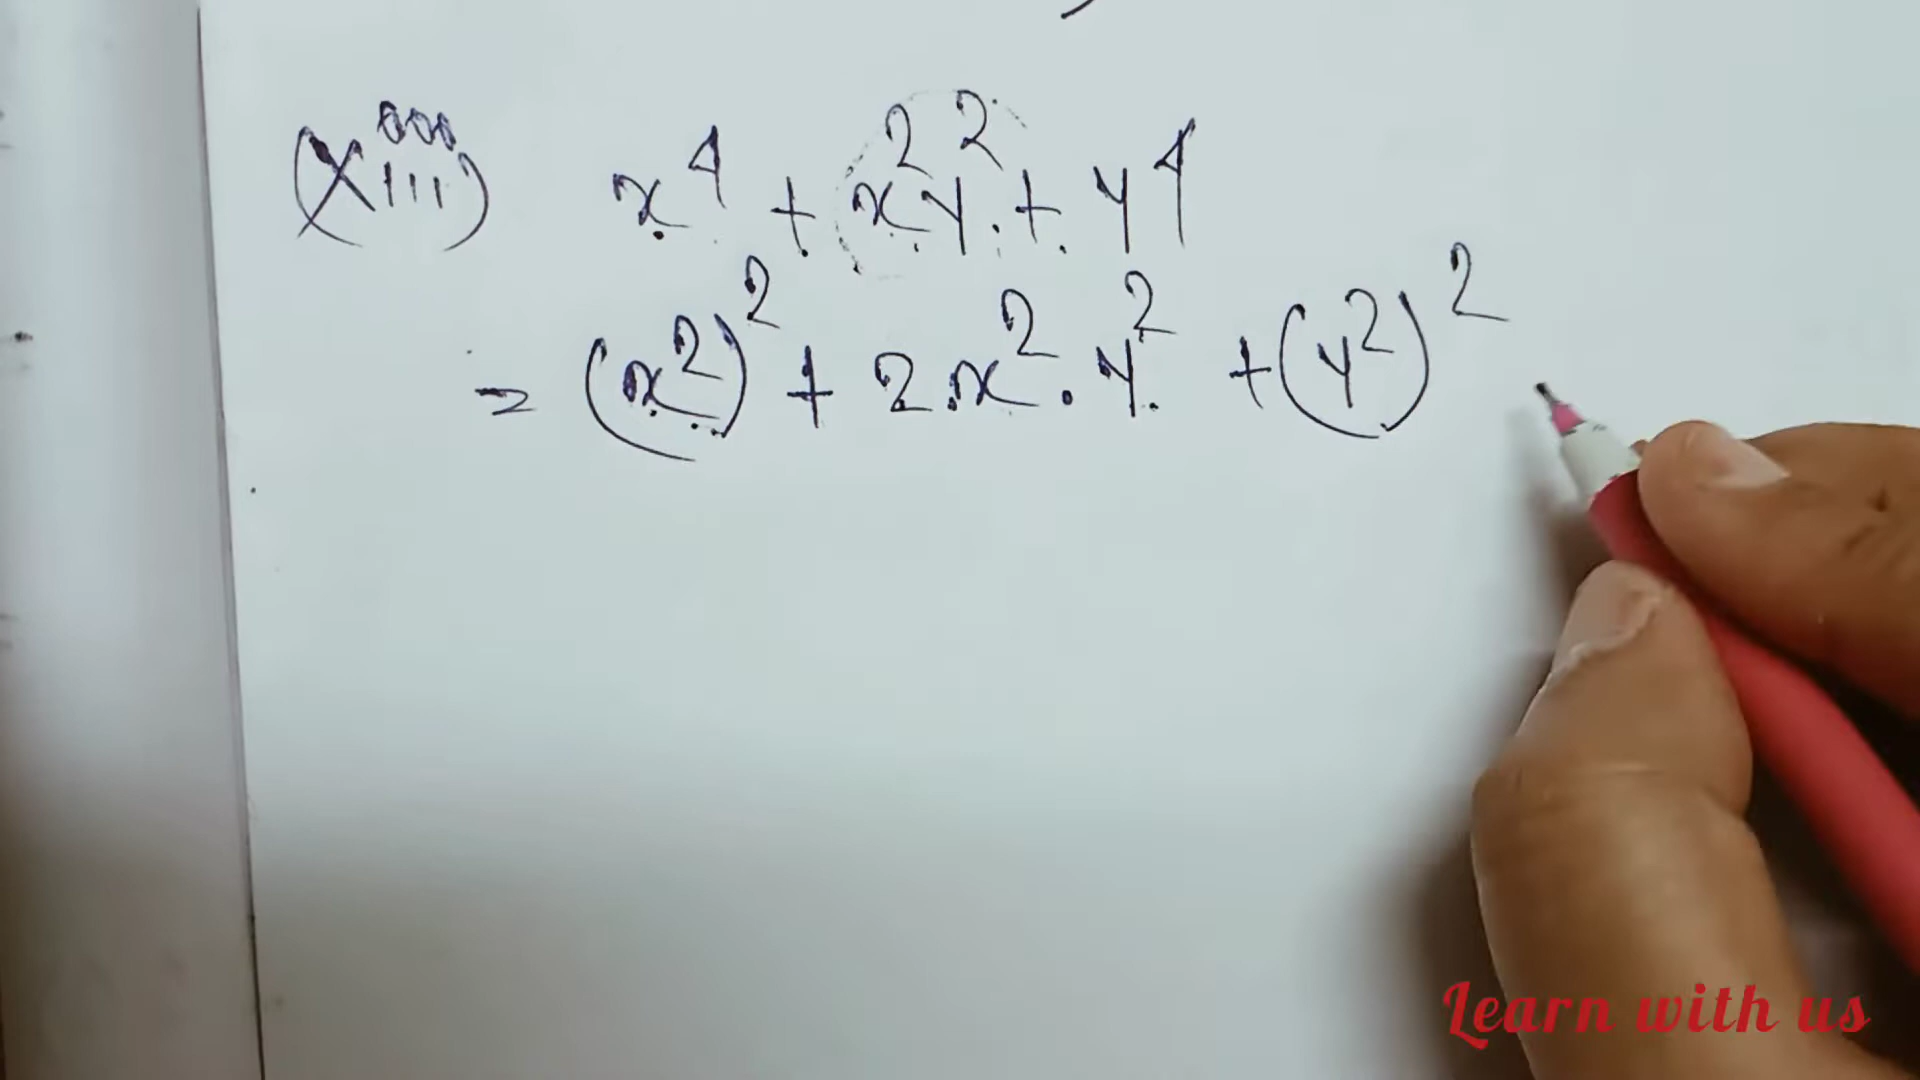 (Xiii) x⁴ + x²y² + y⁴
= (x²)² + 2.x².y² + (y²)²
Learn with us